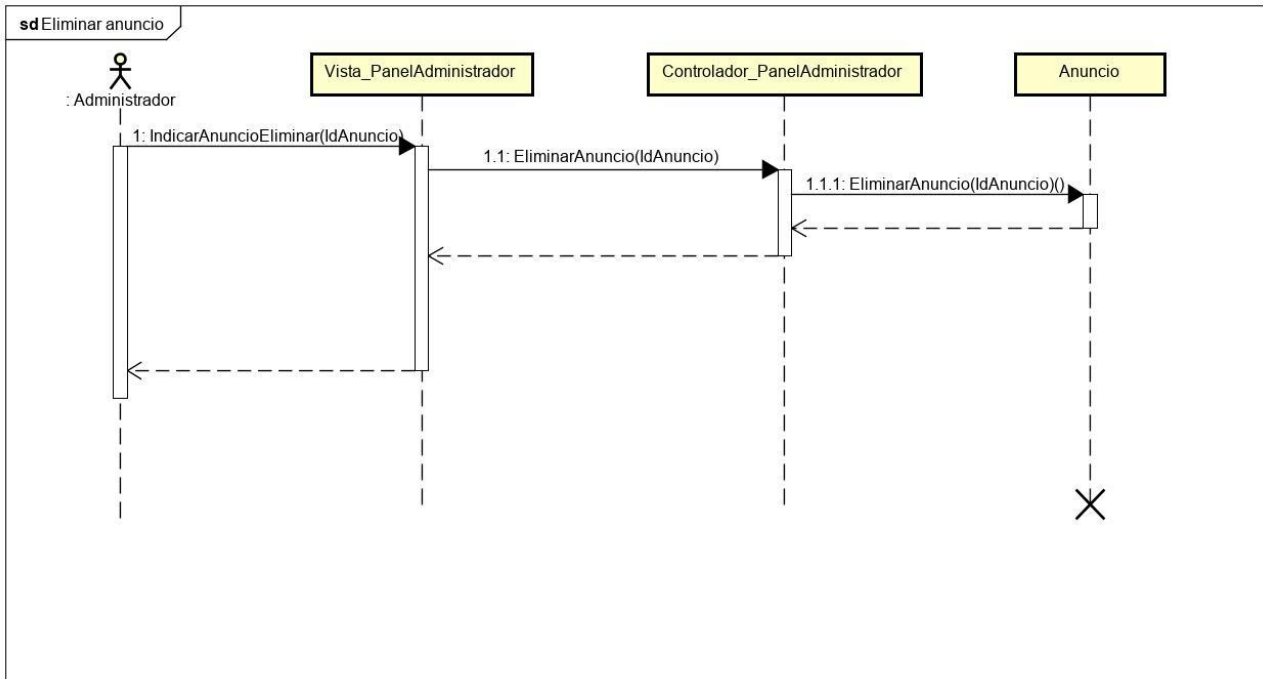 sd Eliminar anuncio
: Administrador
Vista_PanelAdministrador
Controlador_PanelAdministrador
Anuncio
1: IndicarAnuncioEliminar(IdAnuncio)
1.1: EliminarAnuncio(IdAnuncio)
1.1.1: EliminarAnuncio(IdAnuncio)()